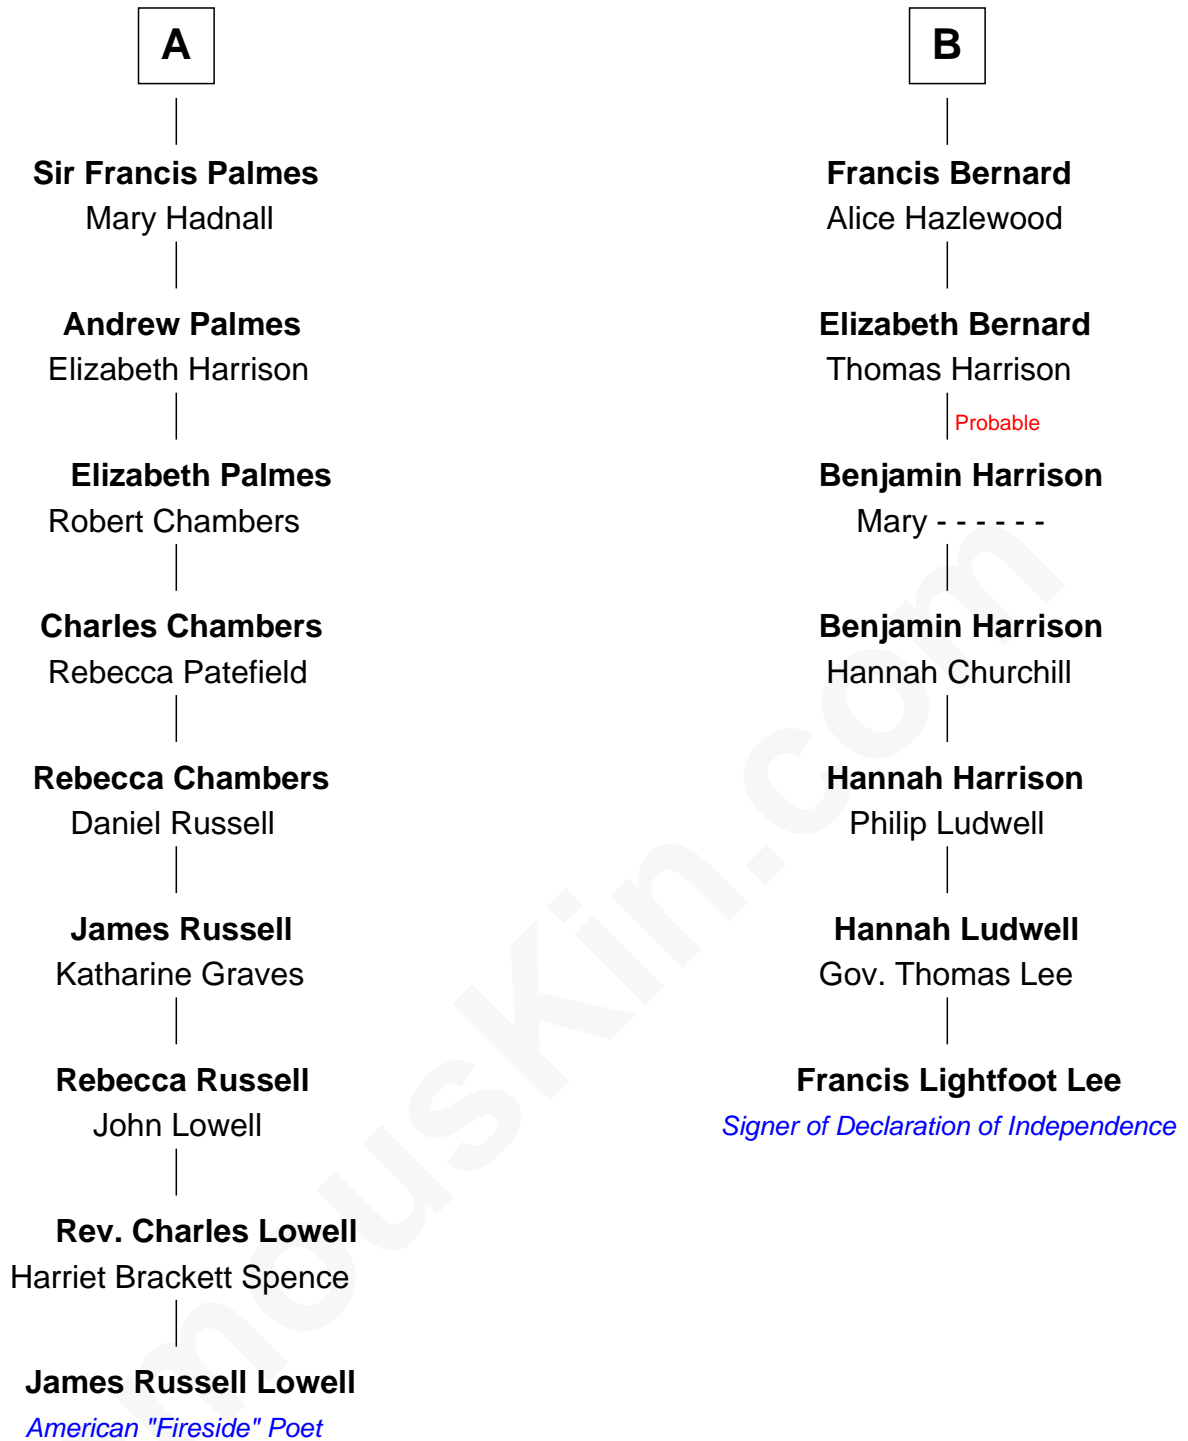 A
Sir Francis Palmes
Mary Hadnall
Andrew Palmes
Elizabeth Harrison
Elizabeth Palmes
Robert Chambers
Charles Chambers
Rebecca Patefield
Rebecca Chambers
Daniel Russell
James Russell
Katharine Graves
Rebecca Russell
John Lowell
Rev. Charles Lowell
Harriet Brackett Spence
James Russell Lowell
American "Fireside" Poet
B
Francis Bernard
Alice Hazlewood
Elizabeth Bernard
Thomas Harrison
Probable
Benjamin Harrison
Mary - - - - - -
Benjamin Harrison
Hannah Churchill
Hannah Harrison
Philip Ludwell
Hannah Ludwell
Gov. Thomas Lee
Francis Lightfoot Lee
Signer of Declaration of Independence
mousKin.com